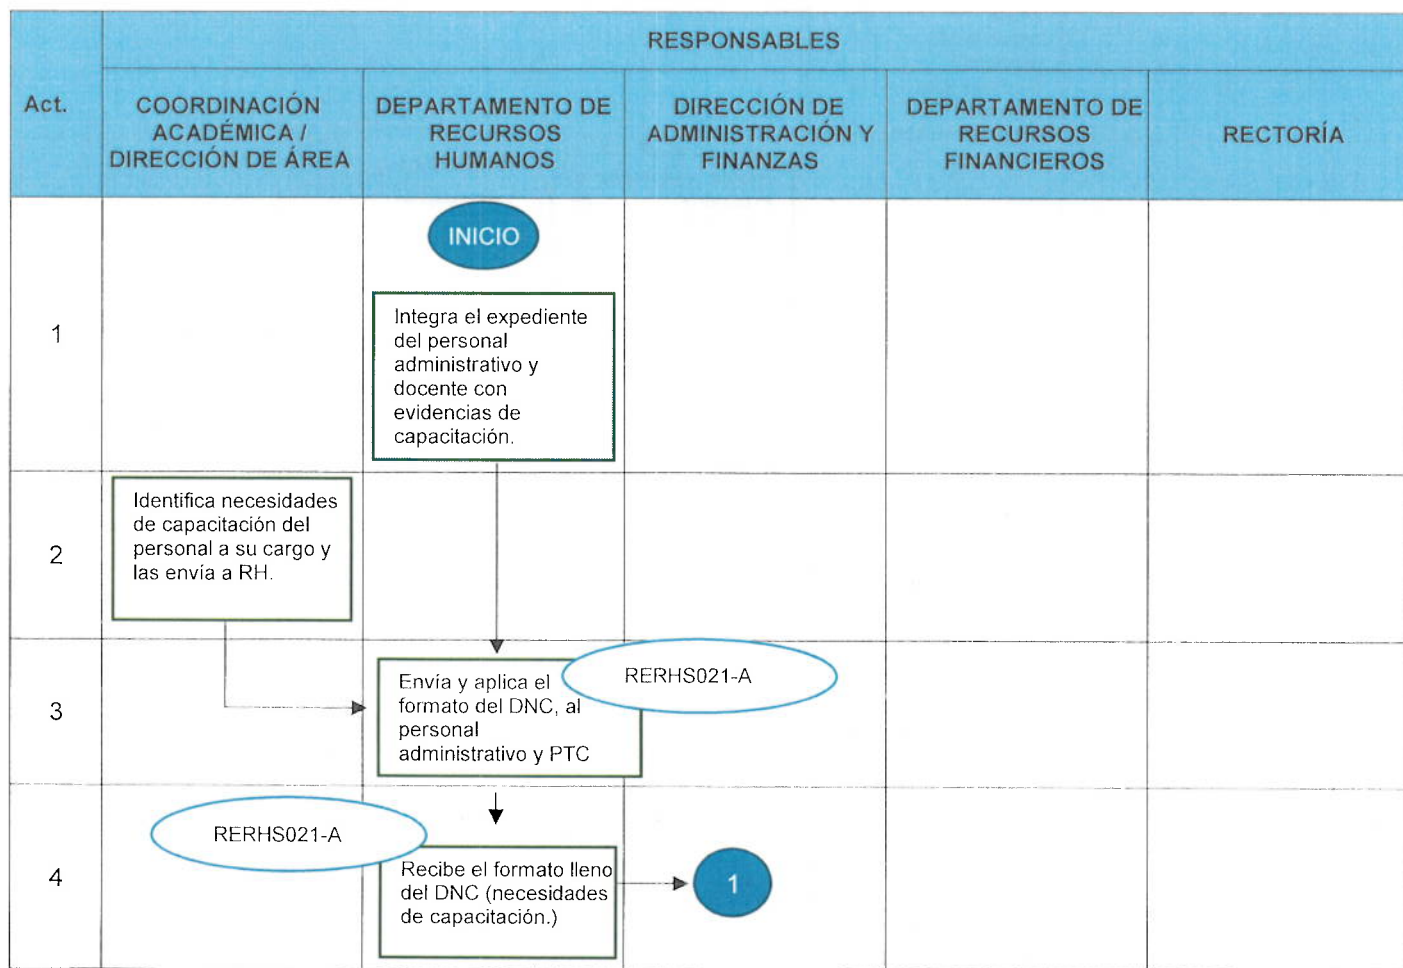 RESPONSABLES
Act.
COORDINACIÓN
ACADÉMICA /
DIRECCIÓN DE ÁREA
DEPARTAMENTO DE
RECURSOS
HUMANOS
DIRECCIÓN DE
ADMINISTRACIÓN Y
FINANZAS
DEPARTAMENTO DE
RECURSOS
FINANCIEROS
RECTORÍA
INICIO
1
Integra el expediente
del personal
administrativo y
docente con
evidencias de
capacitación.
2
Identifica necesidades
de capacitación del
personal a su cargo y
las envía a RH.
3
Envía y aplica el
formato del DNC, al
personal
administrativo y PTC
RERHS021-A
4
RERHS021-A
Recibe el formato lleno
del DNC (necesidades
de capacitación.)
1